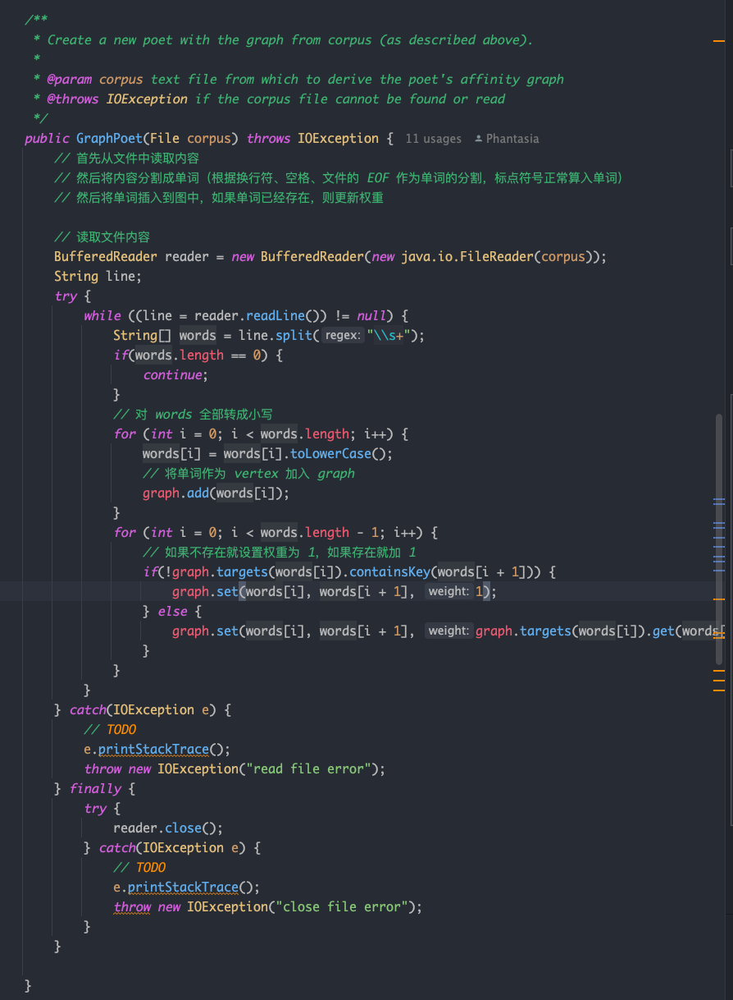 /**
 * Create a new poet with the graph from corpus (as described above).
 *
 * @param corpus text file from which to derive the poet's affinity graph
 * @throws IOException if the corpus file cannot be found or read
 */
public GraphPoet(File corpus) throws IOException { 11 usages Phantasia
    // 首先从文件中读取内容
    // 然后将内容分割成单词（根据换行符、空格、文件的 EOF 作为单词的分割，标点符号正常算入单词）
    // 然后将单词插入到图中，如果单词已经存在，则更新权重
    // 读取文件内容
    BufferedReader reader = new BufferedReader(new java.io.FileReader(corpus));
    String line;
    try {
        while ((line = reader.readLine()) != null) {
            String[] words = line.split( regex: "\\s+");
            if(words.length == 0) {
                continue;
            }
            // 对 words 全部转成小写
            for (int i = 0; i < words.length; i++) {
                words[i] = words[i].toLowerCase();
                // 将单词作为 vertex 加入 graph
                graph.add(words[i]);
            }
            for (int i = 0; i < words.length - 1; i++) {
                // 如果不存在就设置权重为 1，如果存在就加 1
                if(!graph.targets(words[i]).containsKey(words[i + 1])) {
                    graph.set(words[i], words[i + 1], weight: 1);
                } else {
                    graph.set(words[i], words[i + 1], weight: graph.targets(words[i]).get(words[
                }
            }
        }
    } catch(IOException e) {
        // TODO
        e.printStackTrace();
        throw new IOException("read file error");
    } finally {
        try {
            reader.close();
        } catch(IOException e) {
            // TODO
            e.printStackTrace();
            throw new IOException("close file error");
        }
    }
}